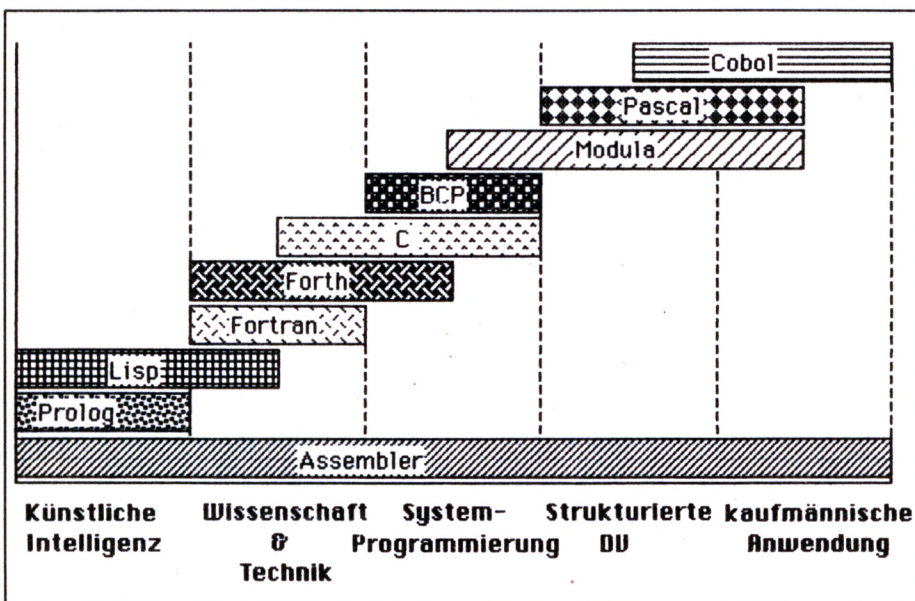 Cobol
Pascal
Modula
BCP
C
Forth
Fortran
Lisp
Prolog
Assembler
Künstliche
Intelligenz
Wissenschaft
&
Technik
System-
Programmierung
Strukturierte
DV
kaufmännische
Anwendung